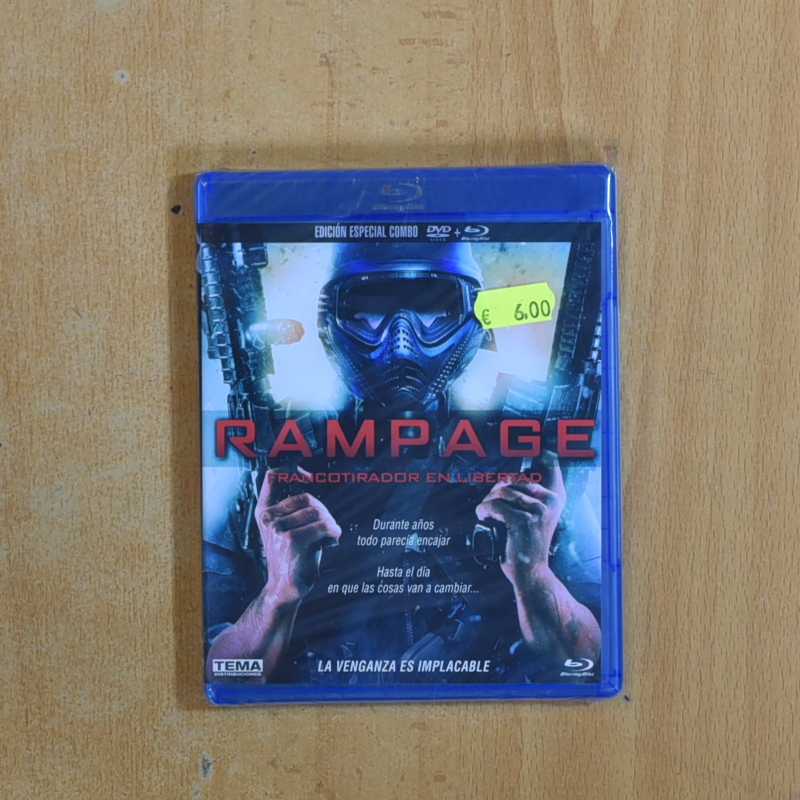 Blu-ray Disc
EDICIÓN ESPECIAL COMBO DVD VIDEO + Blu-ray Disc
€ 6.00
RAMPAGE
FRANCOTIRADOR EN LIBERTAD
Durante años
todo parecía encajar
Hasta el día
en que las cosas van a cambiar...
LA VENGANZA ES IMPLACABLE
TEMA
DISTRIBUCIONES
Blu-ray Disc